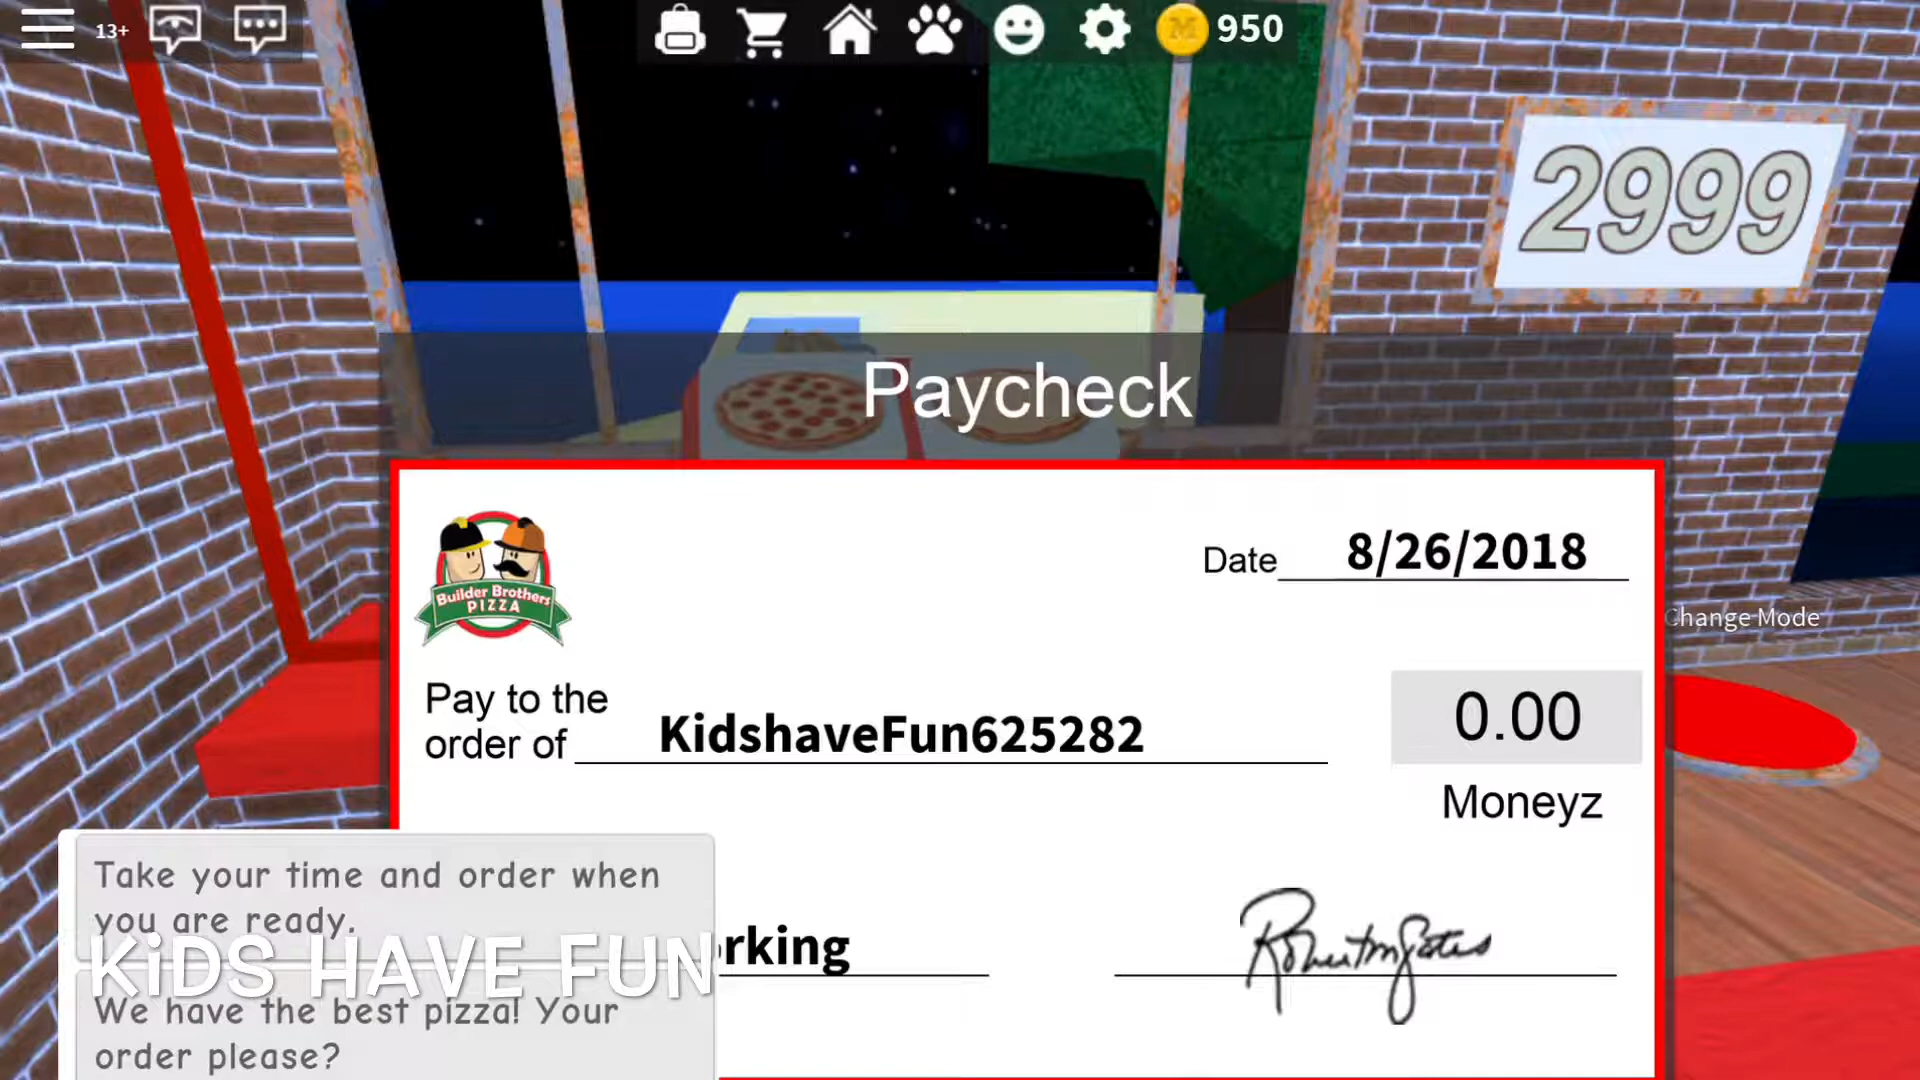 13+
950
2999
Paycheck
Builder Brothers
PIZZA
Date 8/26/2018
Change Mode
Pay to the
order of KidshaveFun625282
0.00
Moneyz
Take your time and order when
you are ready.
KiDS HAVE FUN
We have the best pizza! Your
order please?